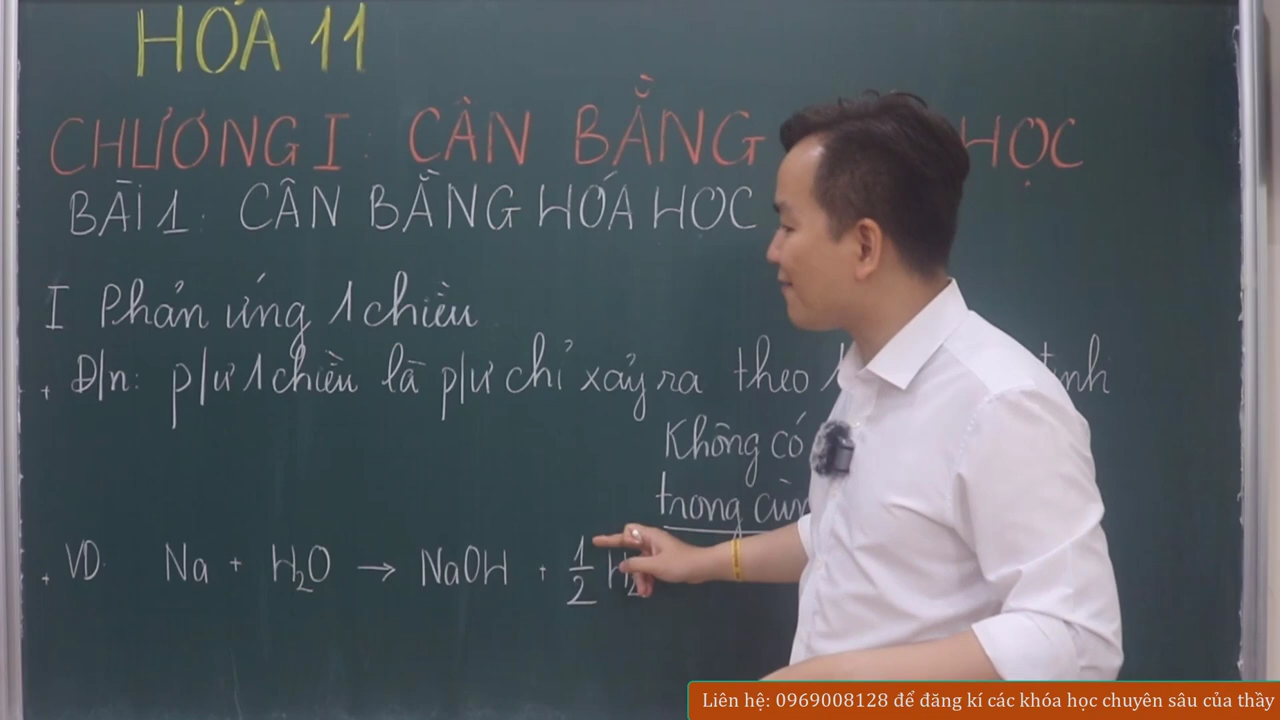 HÓA 11
CHƯƠNG I: CÂN BẰNG HỌC
BÀI 1: CÂN BẰNG HÓA HỌC
I Phản ứng 1 chiều
+ Đ/n: p/ư 1 chiều là p/ư chỉ xảy ra theo
Không có
trong
+ VD: Na + H₂O → NaOH + 1/2 H₂
Liên hệ: 0969008128 để đăng kí các khóa học chuyên sâu của thầy